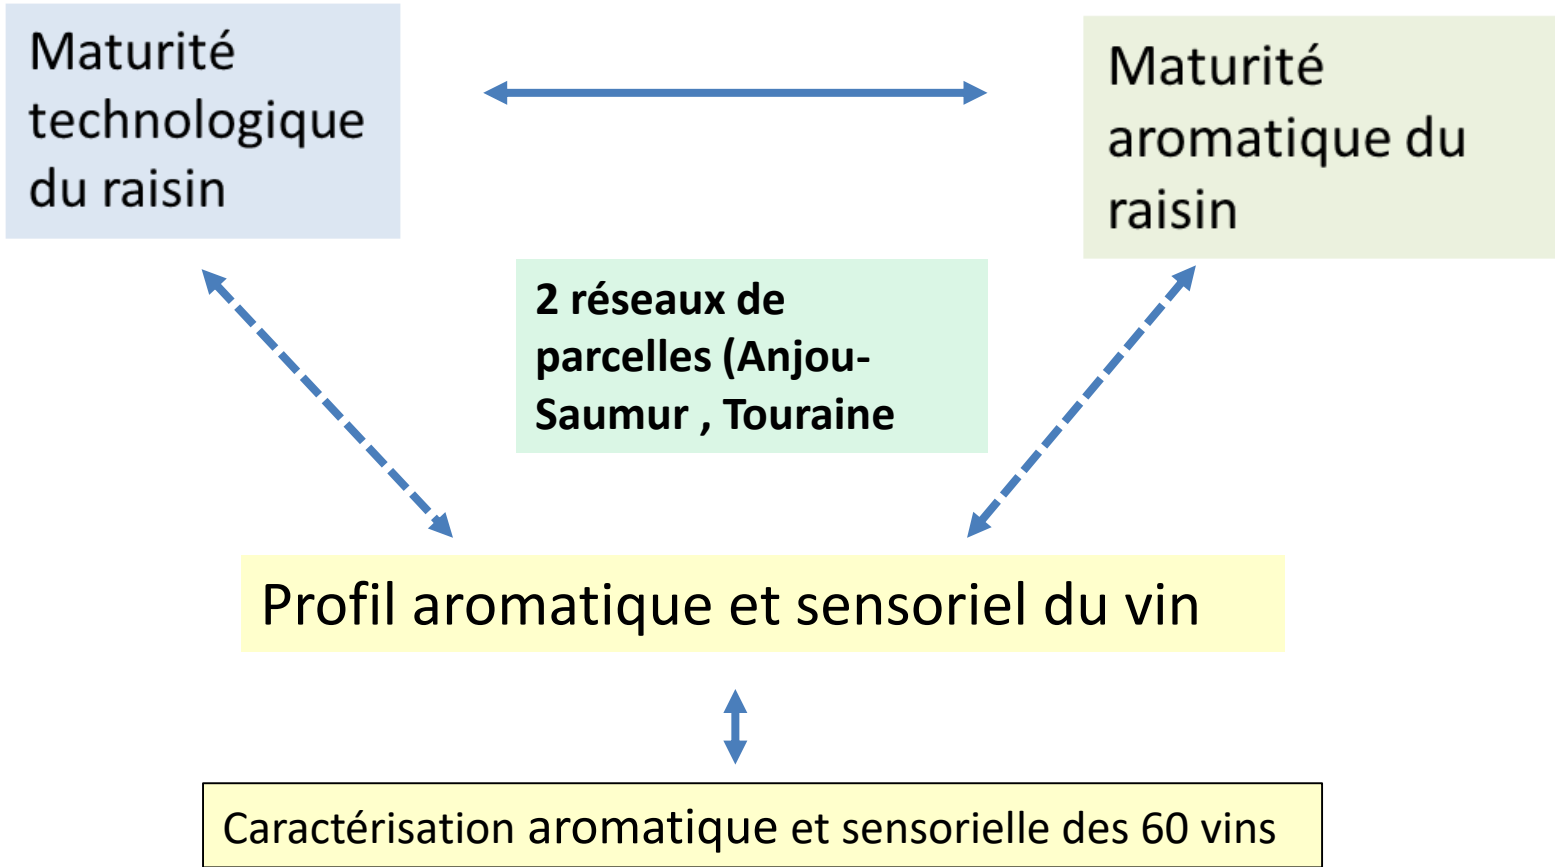 Maturité
technologique
du raisin
Maturité
aromatique du
raisin
2 réseaux de
parcelles (Anjou-
Saumur , Touraine
Profil aromatique et sensoriel du vin
Caractérisation aromatique et sensorielle des 60 vins